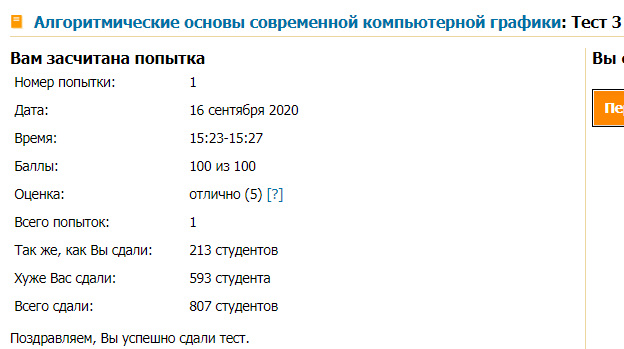 Алгоритмические основы современной компьютерной графики: Тест 3
Вам засчитана попытка
Номер попытки: 1
Дата: 16 сентября 2020
Время: 15:23-15:27
Баллы: 100 из 100
Оценка: отлично (5) [?]
Всего попыток: 1
Так же, как Вы сдали: 213 студентов
Хуже Вас сдали: 593 студента
Всего сдали: 807 студентов
Поздравляем, Вы успешно сдали тест.
Вы